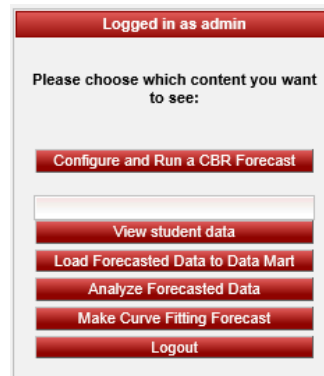 Logged in as admin
Please choose which content you want
to see:
Configure and Run a CBR Forecast
View student data
Load Forecasted Data to Data Mart
Analyze Forecasted Data
Make Curve Fitting Forecast
Logout